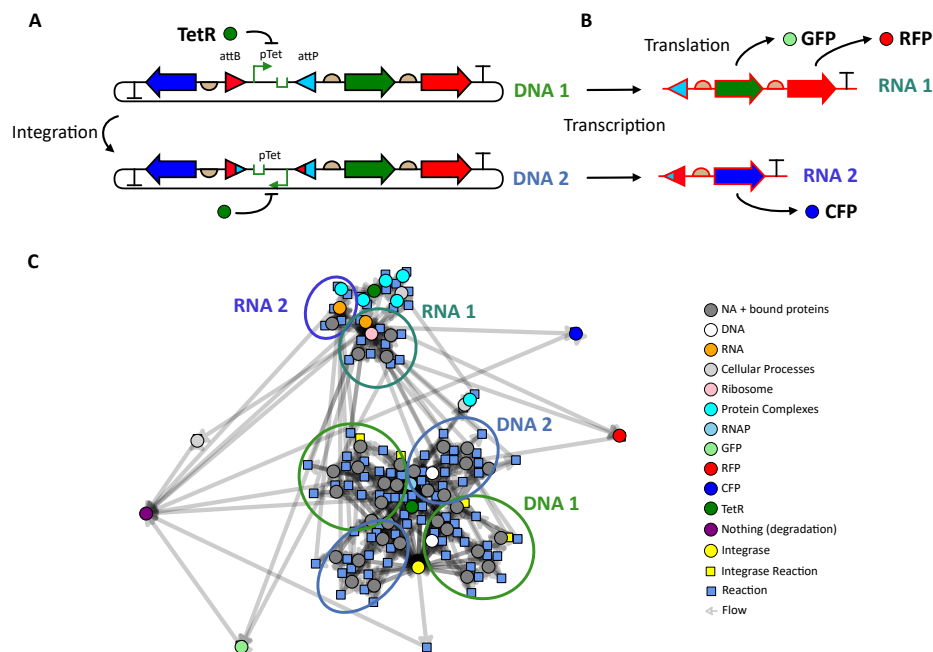 A
B
TetR
attB
pTet
attP
DNA 1
Integration
pTet
DNA 2
Translation
GFP
RFP
RNA 1
Transcription
RNA 2
CFP
C
RNA 2
RNA 1
DNA 2
DNA 1
NA + bound proteins
DNA
RNA
Cellular Processes
Ribosome
Protein Complexes
RNAP
GFP
RFP
CFP
TetR
Nothing (degradation)
Integrase
Integrase Reaction
Reaction
Flow